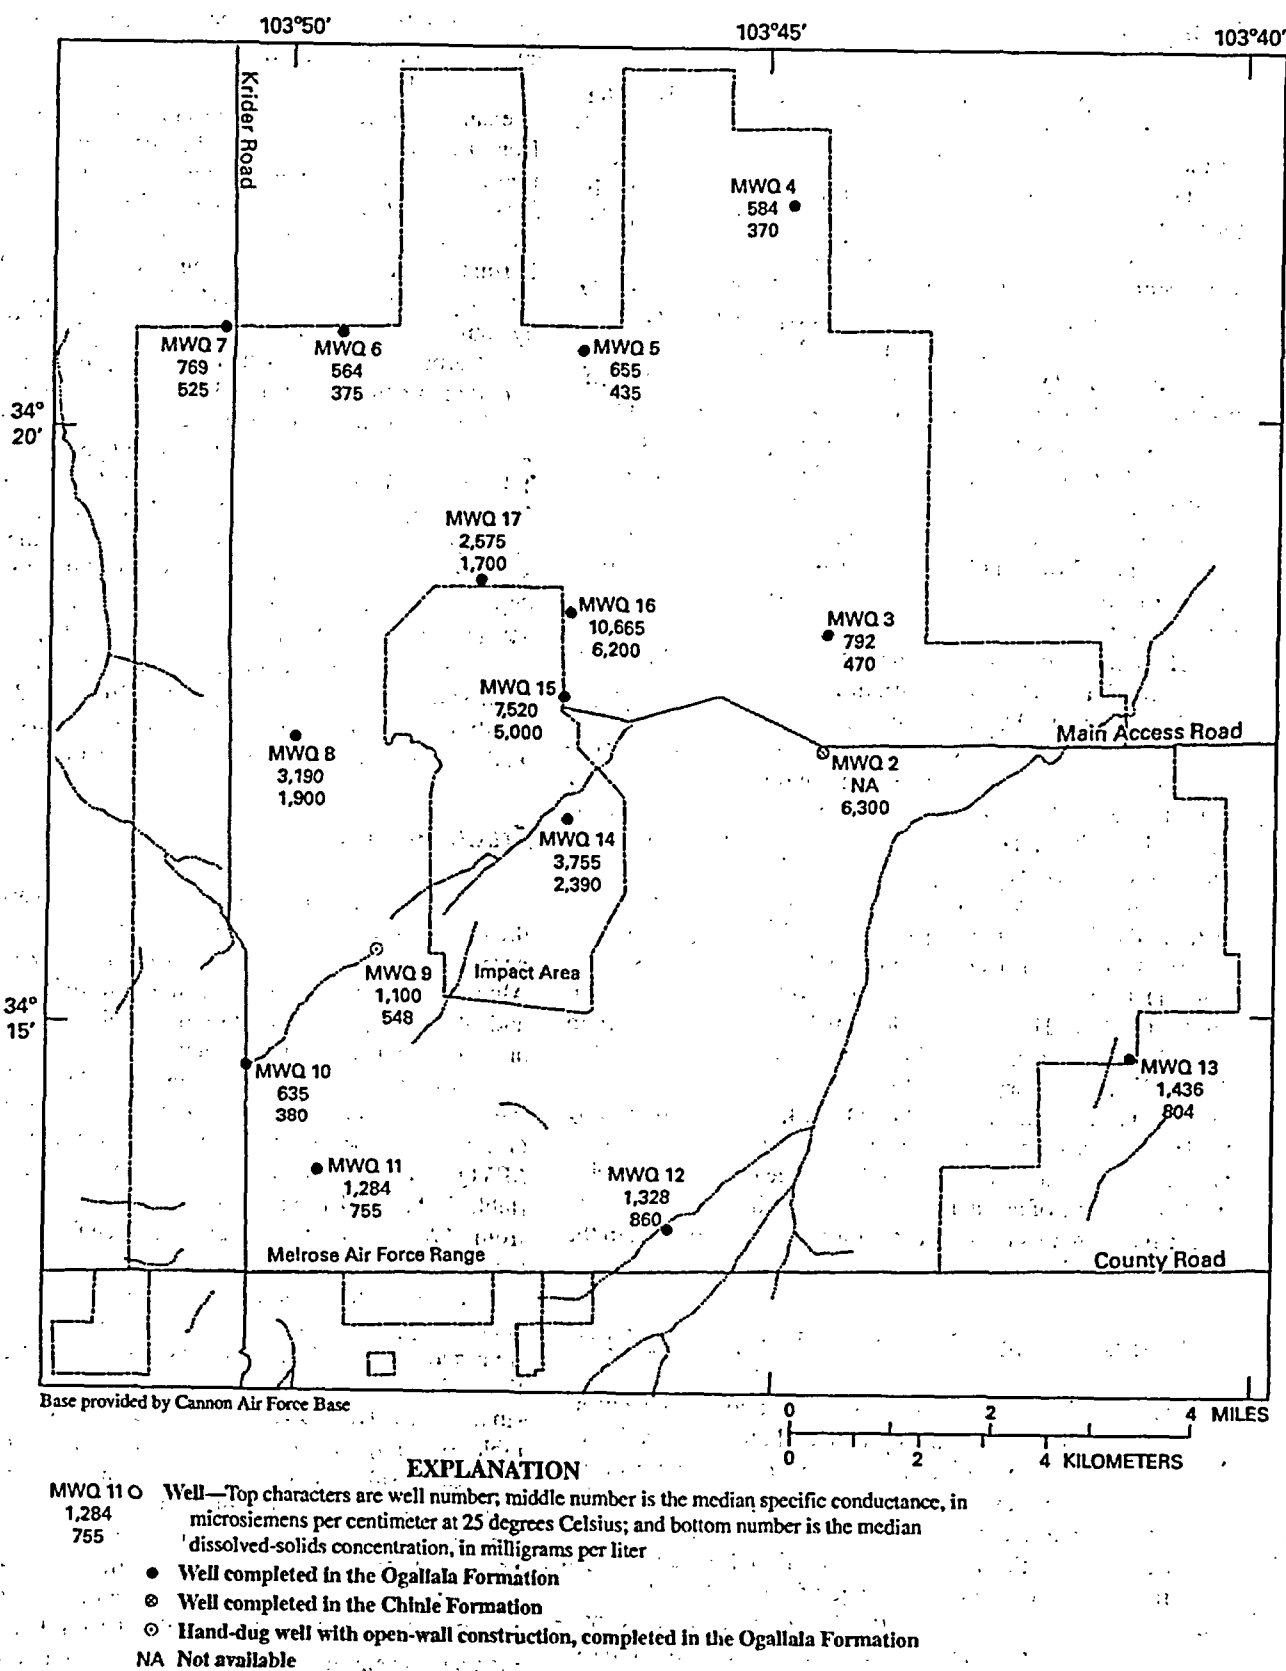 103°50′
103°45′
103°40′
Krider Road
MWQ 4
584
370
MWQ 7
769
525
MWQ 6
564
375
MWQ 5
655
435
34°
20′
MWQ 17
2,575
1,700
MWQ 16
10,665
6,200
MWQ 3
792
470
MWQ 15
7,520
5,000
Main Access Road
MWQ 8
3,190
1,900
MWQ 2
NA
6,300
MWQ 14
3,755
2,390
MWQ 9
1,100
548
Impact Area
34°
15′
MWQ 10
635
380
MWQ 13
1,436
804
MWQ 11
1,284
755
MWQ 12
1,328
860
Melrose Air Force Range
County Road
Base provided by Cannon Air Force Base
0 2 4 MILES
0 2 4 KILOMETERS
EXPLANATION
MWQ 11 Well—Top characters are well number; middle number is the median specific conductance, in
1,284 microsiemens per centimeter at 25 degrees Celsius; and bottom number is the median
755 dissolved-solids concentration, in milligrams per liter
Well completed in the Ogallala Formation
Well completed in the Chinle Formation
Hand-dug well with open-wall construction, completed in the Ogallala Formation
NA Not available